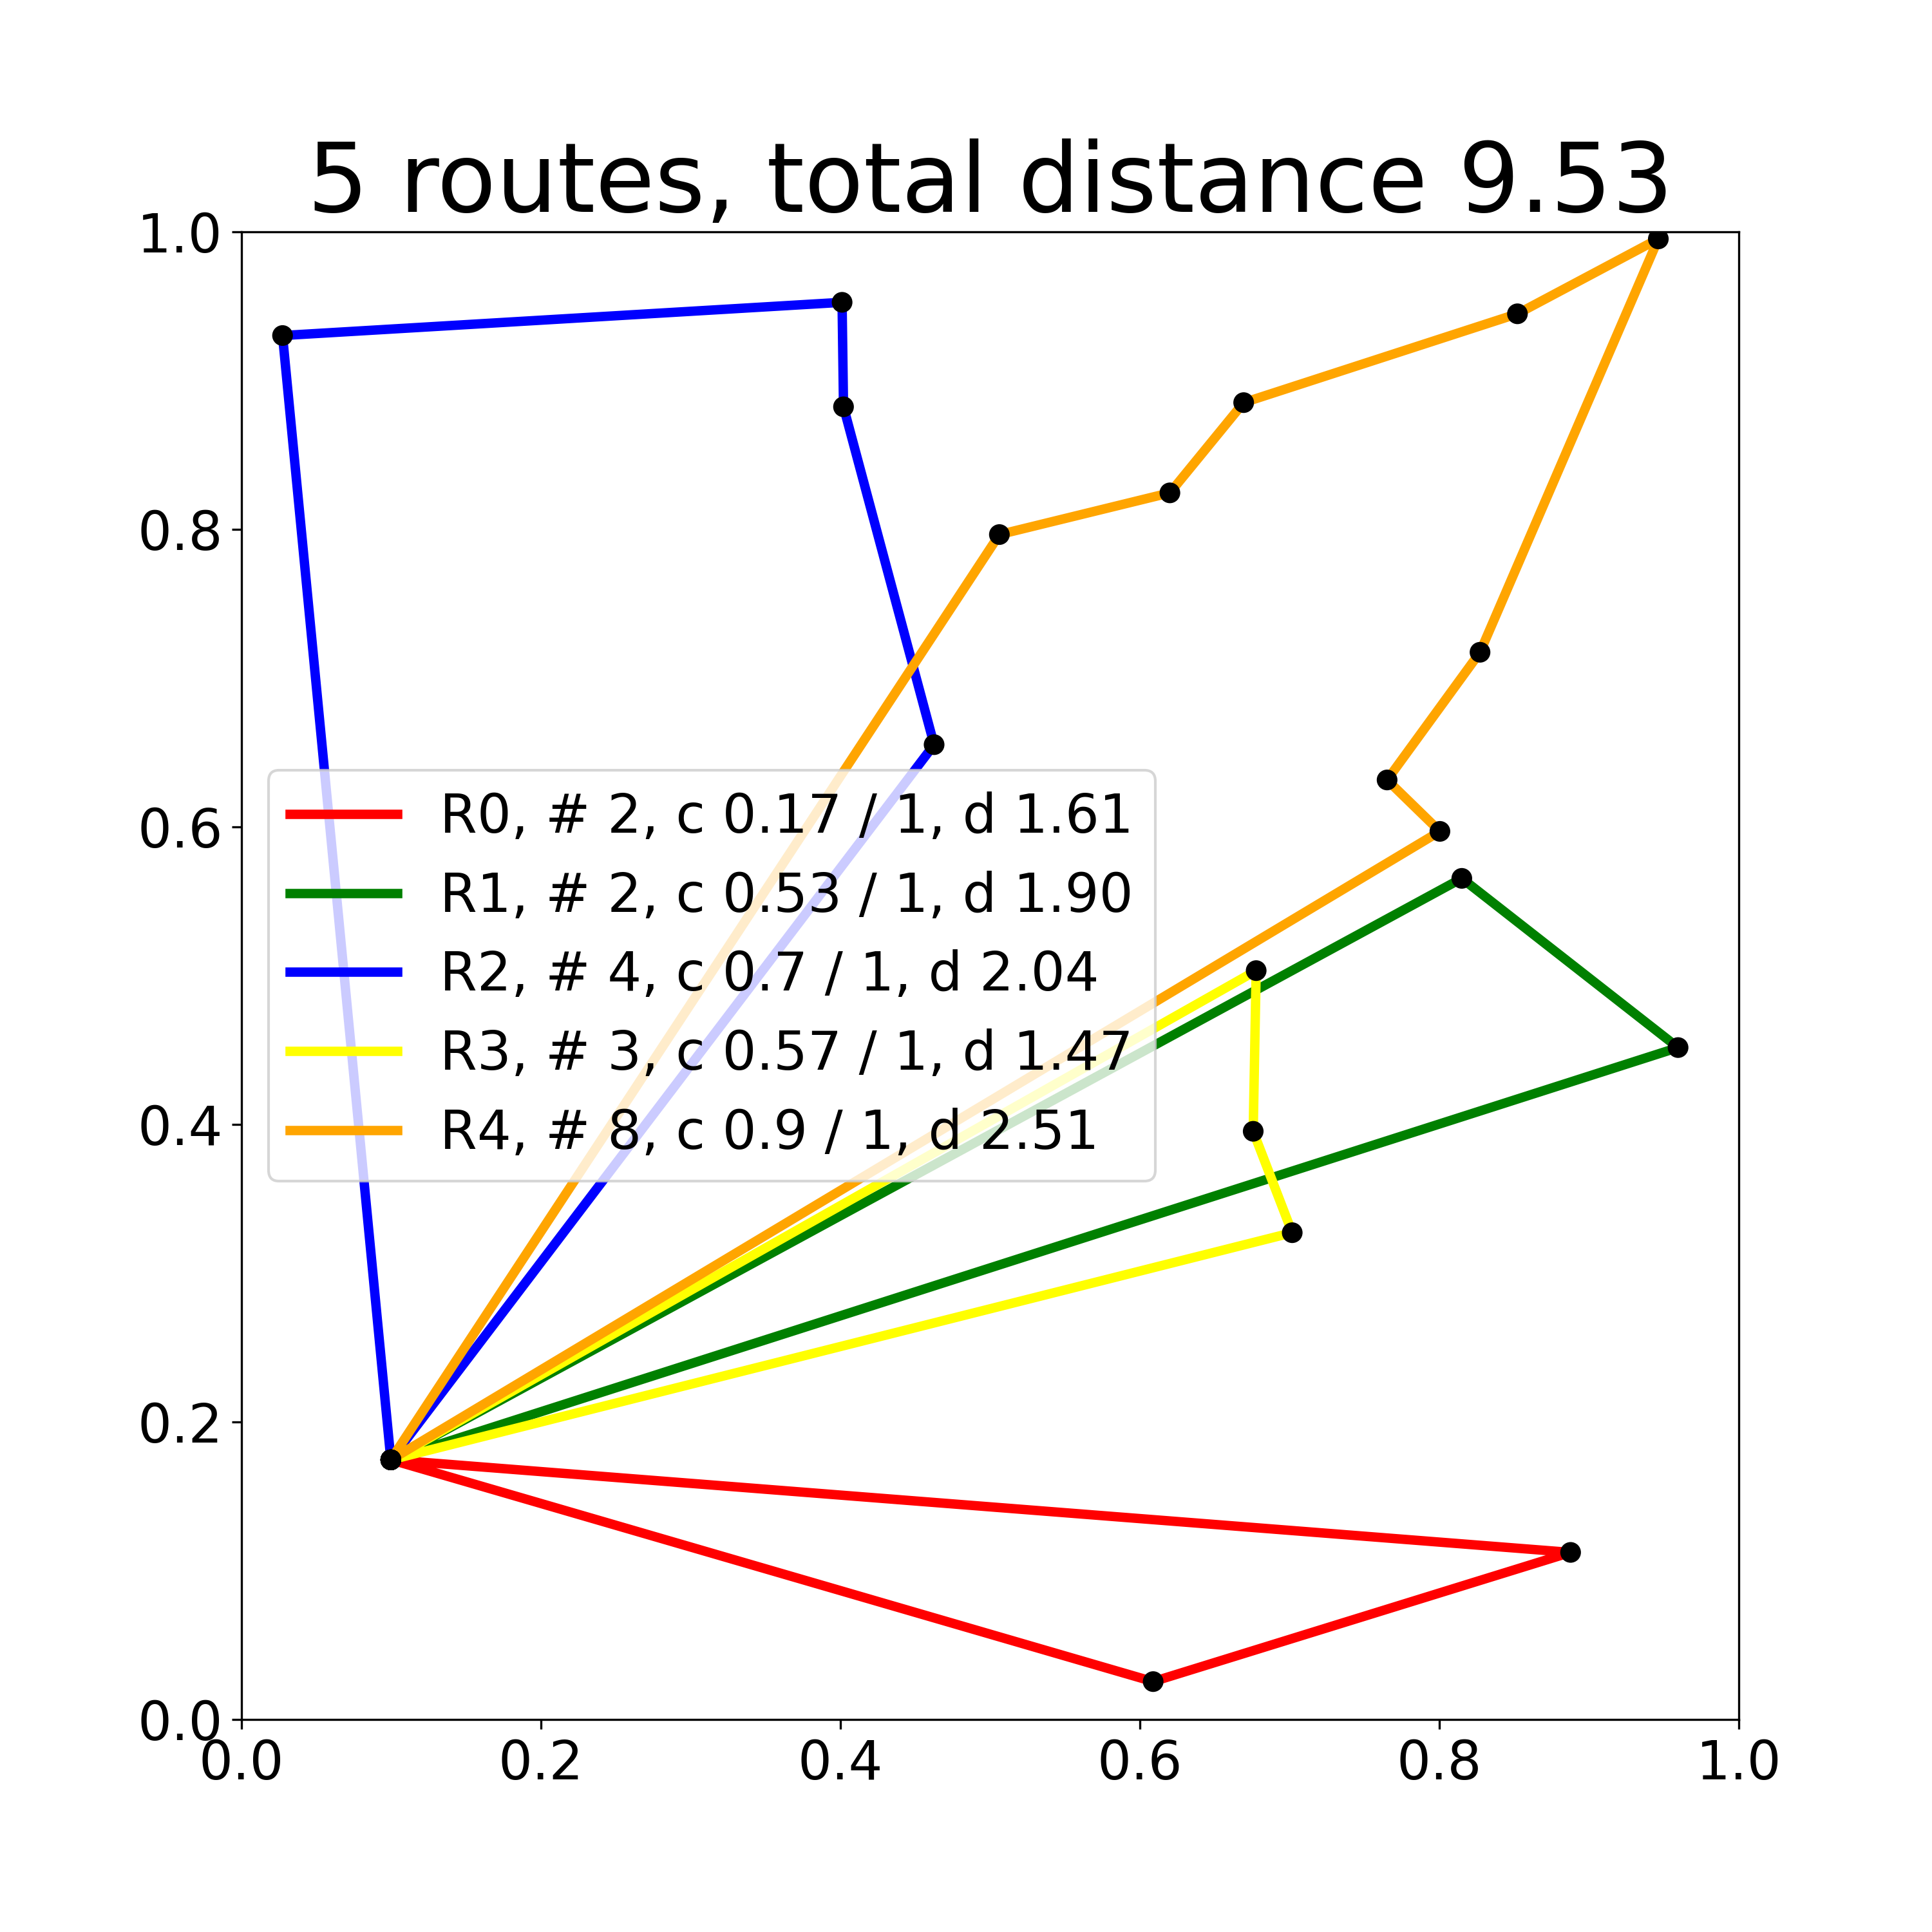 5 routes, total distance 9.53
1.0
0.8
0.6
0.4
0.2
0.0
R0, # 2, c 0.17 / 1, d 1.61
R1, # 2, c 0.53 / 1, d 1.90
R2, # 4, c 0.7 / 1, d 2.04
R3, # 3, c 0.57 / 1, d 1.47
R4, # 8, c 0.9 / 1, d 2.51
0.0 0.2 0.4 0.6 0.8 1.0